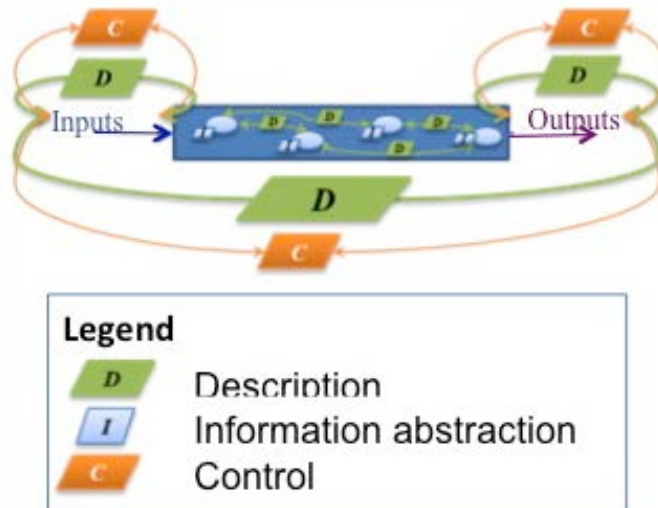 C C
D D
Inputs D D D D Outputs
D
C
Legend
D Description
I Information abstraction
C Control